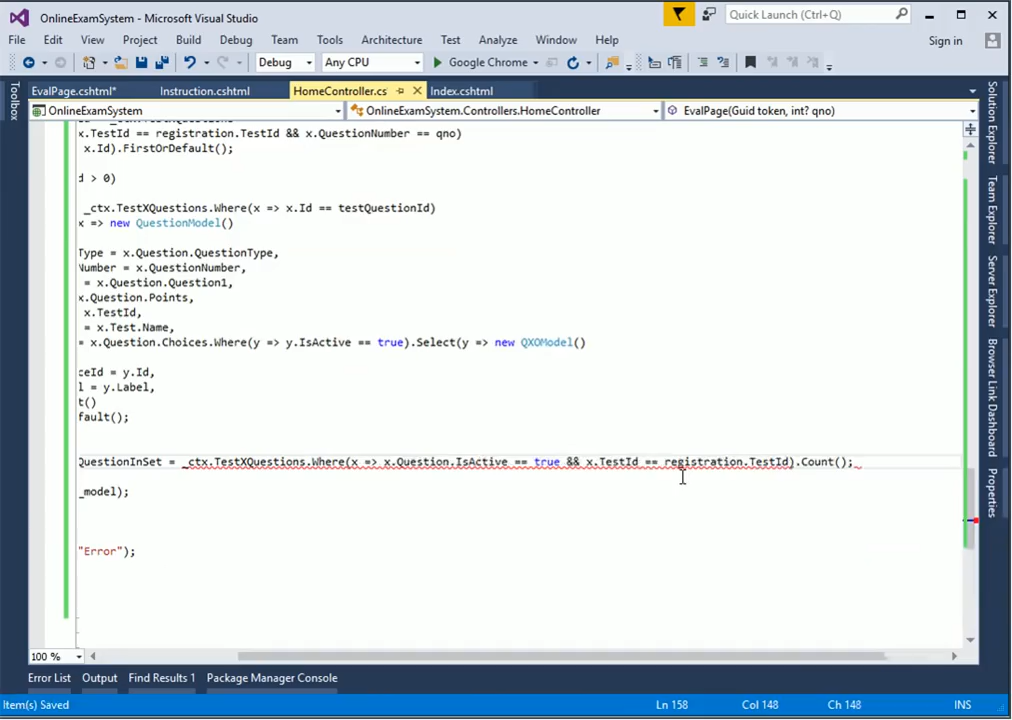 OnlineExamSystem - Microsoft Visual Studio
Quick Launch (Ctrl+Q)
File Edit View Project Build Debug Team Tools Architecture Test Analyze Window Help
Sign in
Debug Any CPU Google Chrome
EvalPage.cshtml* Instruction.cshtml HomeController.cs Index.cshtml
OnlineExamSystem OnlineExamSystem.Controllers.HomeController EvalPage(Guid token, int? qno)
x.TestId == registration.TestId && x.QuestionNumber == qno)
x.Id).FirstOrDefault();
d > 0)
_ctx.TestXQuestions.Where(x => x.Id == testQuestionId)
x => new QuestionModel()
Type = x.Question.QuestionType,
Number = x.QuestionNumber,
= x.Question.Question1,
x.Question.Points,
x.TestId,
= x.Test.Name,
= x.Question.Choices.Where(y => y.IsActive == true).Select(y => new QXOModel()
ceId = y.Id,
l = y.Label,
t()
fault();
QuestionInSet = _ctx.TestXQuestions.Where(x => x.Question.IsActive == true && x.TestId == registration.TestId).Count();
_model);
"Error");
100 %
Error List Output Find Results 1 Package Manager Console
Item(s) Saved Ln 158 Col 148 Ch 148 INS
Toolbox
Solution Explorer
Team Explorer
Server Explorer
Browser Link Dashboard
Properties